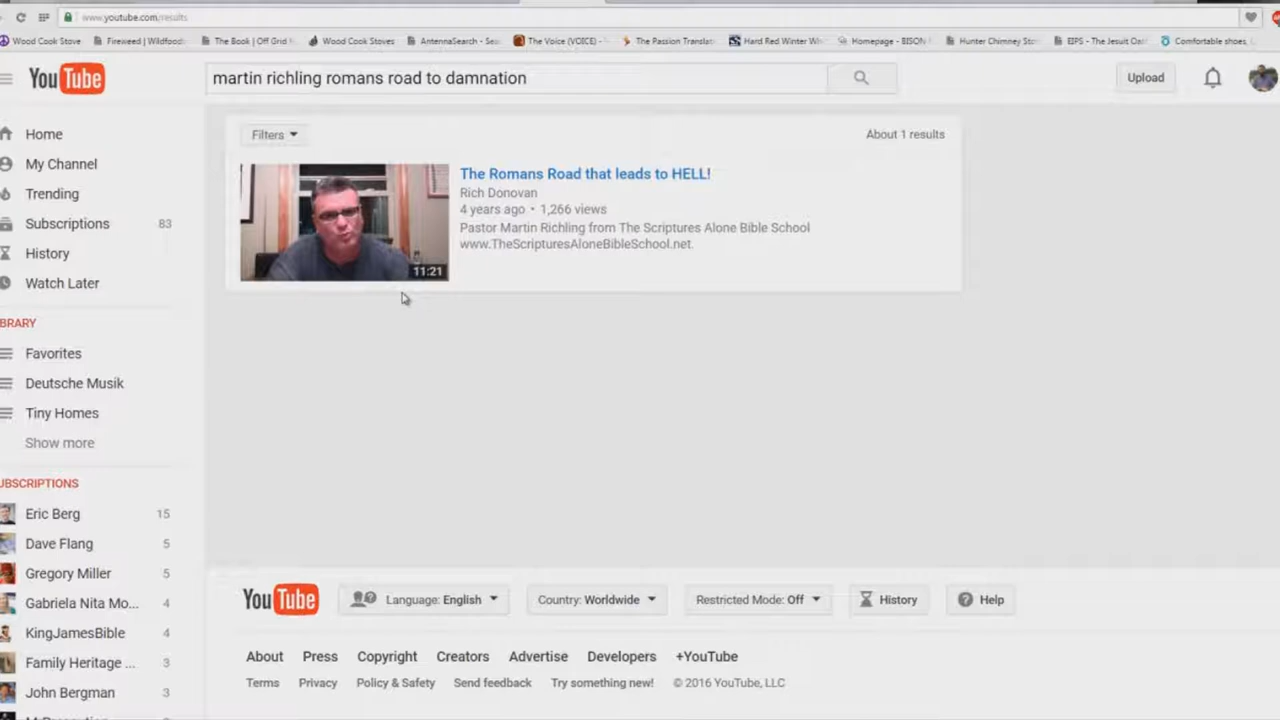 www.youtube.com/results
Wood Cook Stove
Fireweed | Wildfood
The Book | Off Grid
Wood Cook Stoves
AntennaSearch - Sea
The Voice (VOICE) -
The Passion Translat
Hard Red Winter Wh
Homepage - BISON
Hunter Chimney Sto
EIPS - The Jesuit Oat
Comfortable shoes,
YouTube
martin richling romans road to damnation
Upload
Home
My Channel
Trending
Subscriptions 83
History
Watch Later
BRARY
Favorites
Deutsche Musik
Tiny Homes
Show more
UBSCRIPTIONS
Eric Berg 15
Dave Flang 5
Gregory Miller 5
Gabriela Nita Mo... 4
KingJamesBible 4
Family Heritage ... 3
John Bergman 3
Filters
About 1 results
11:21
The Romans Road that leads to HELL!
Rich Donovan
4 years ago • 1,266 views
Pastor Martin Richling from The Scriptures Alone Bible School
www.TheScripturesAloneBibleSchool.net.
YouTube
Language: English
Country: Worldwide
Restricted Mode: Off
History
Help
About Press Copyright Creators Advertise Developers +YouTube
Terms Privacy Policy & Safety Send feedback Try something new! © 2016 YouTube, LLC